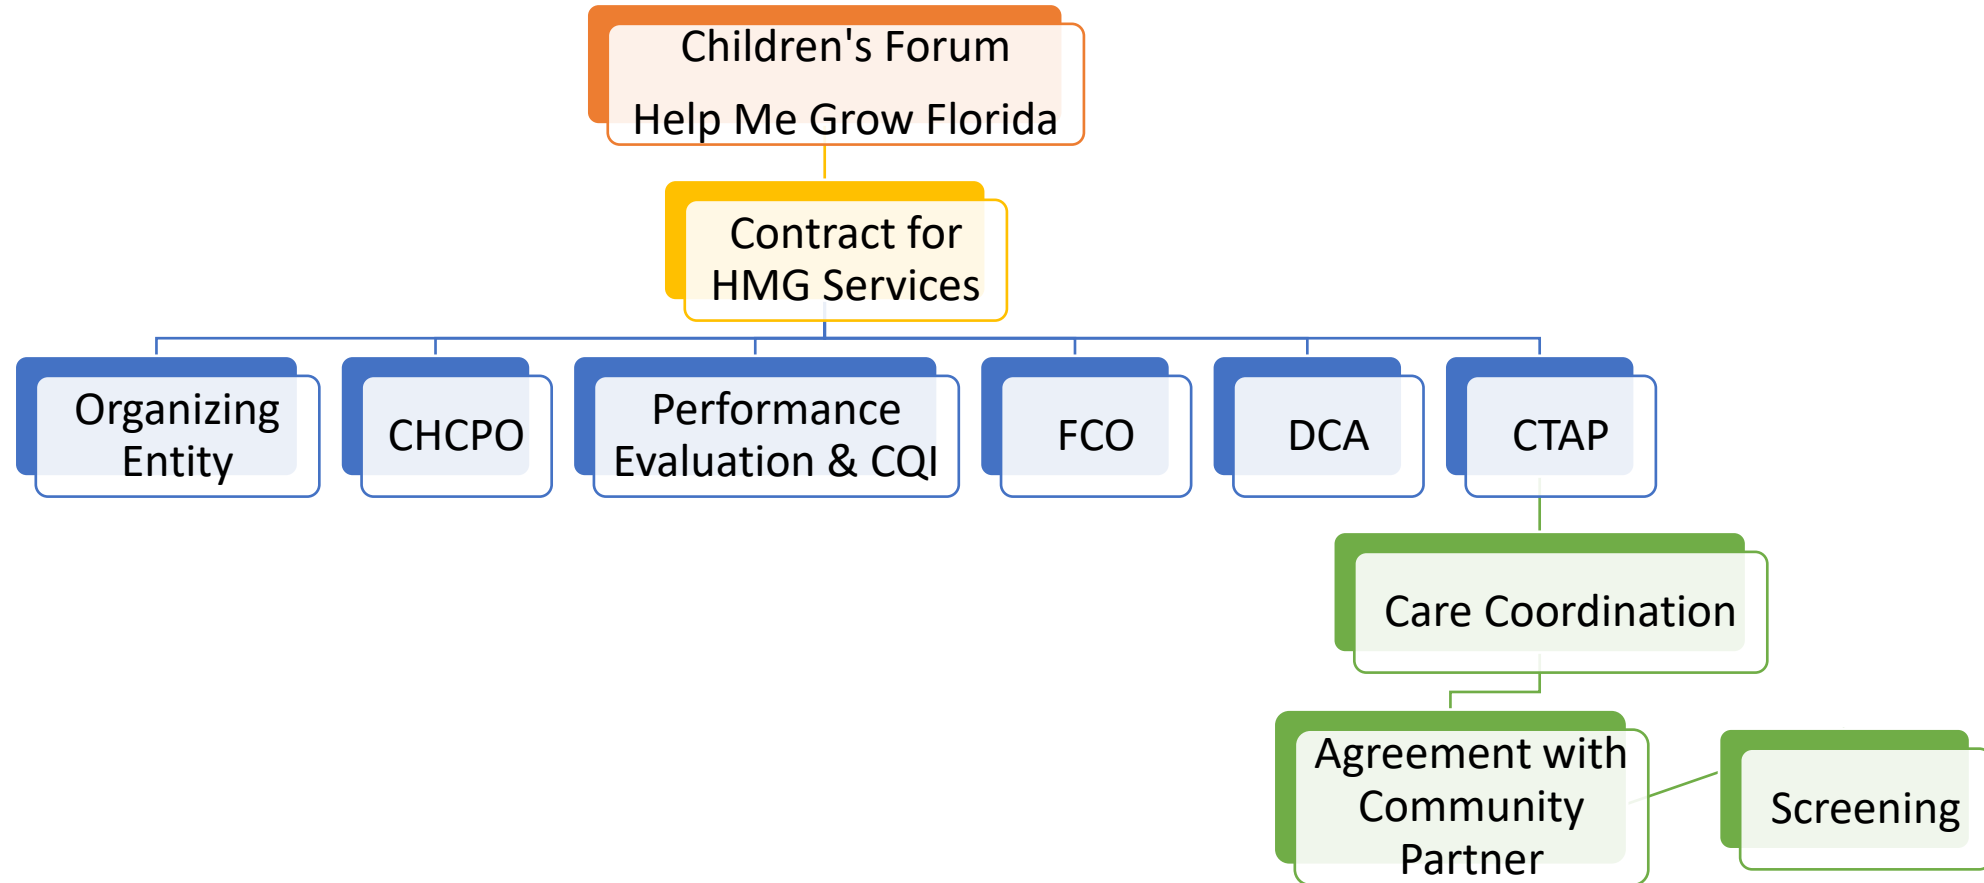 Children's Forum
Help Me Grow Florida
Contract for
HMG Services
Organizing
Entity
CHCPO
Performance
Evaluation & CQI
FCO
DCA
CTAP
Care Coordination
Agreement with
Community
Partner
Screening